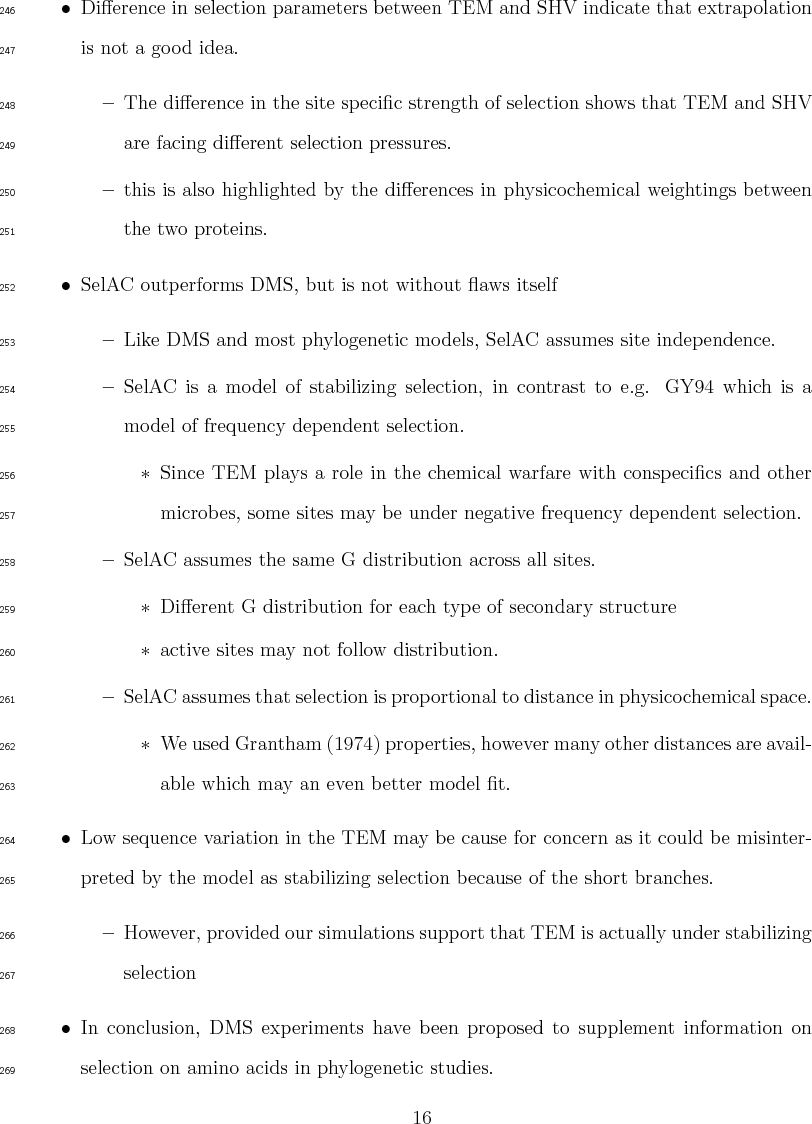 246 • Difference in selection parameters between TEM and SHV indicate that extrapolation
247 is not a good idea.
248 – The difference in the site specific strength of selection shows that TEM and SHV
249 are facing different selection pressures.
250 – this is also highlighted by the differences in physicochemical weightings between
251 the two proteins.
252 • SelAC outperforms DMS, but is not without flaws itself
253 – Like DMS and most phylogenetic models, SelAC assumes site independence.
254 – SelAC is a model of stabilizing selection, in contrast to e.g. GY94 which is a
255 model of frequency dependent selection.
256 ∗ Since TEM plays a role in the chemical warfare with conspecifics and other
257 microbes, some sites may be under negative frequency dependent selection.
258 – SelAC assumes the same G distribution across all sites.
259 ∗ Different G distribution for each type of secondary structure
260 ∗ active sites may not follow distribution.
261 – SelAC assumes that selection is proportional to distance in physicochemical space.
262 ∗ We used Grantham (1974) properties, however many other distances are avail-
263 able which may an even better model fit.
264 • Low sequence variation in the TEM may be cause for concern as it could be misinter-
265 preted by the model as stabilizing selection because of the short branches.
266 – However, provided our simulations support that TEM is actually under stabilizing
267 selection
268 • In conclusion, DMS experiments have been proposed to supplement information on
269 selection on amino acids in phylogenetic studies.
16